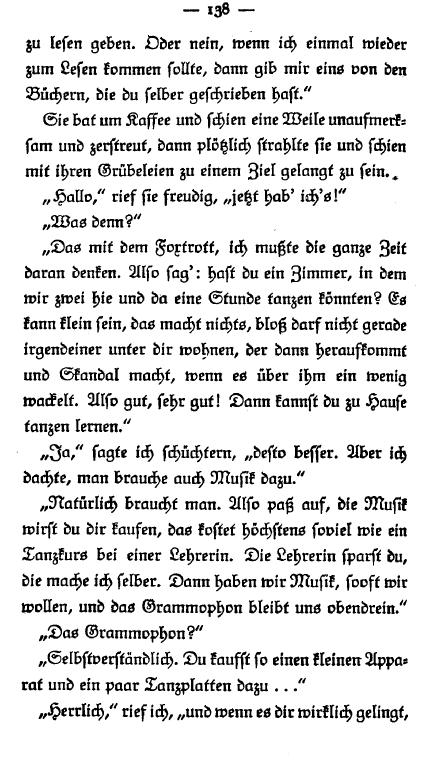 — 138 —
zu lesen geben. Oder nein, wenn ich einmal wieder
zum Lesen kommen sollte, dann gib mir eins von den
Büchern, die du selber geschrieben hast.“
Sie bat um Kaffee und schien eine Weile unaufmerk-
sam und zerstreut, dann plötzlich strahlte sie und schien
mit ihren Grübeleien zu einem Ziel gelangt zu sein.
„Hallo,“ rief sie freudig, „jetzt hab’ ich’s!“
„Was denn?“
„Das mit dem Foxtrott, ich mußte die ganze Zeit
daran denken. Also sag’: hast du ein Zimmer, in dem
wir zwei hie und da eine Stunde tanzen könnten? Es
kann klein sein, das macht nichts, bloß darf nicht gerade
irgendeiner unter dir wohnen, der dann heraufkommt
und Skandal macht, wenn es über ihm ein wenig
wackelt. Also gut, sehr gut! Dann kannst du zu Hause
tanzen lernen.“
„Ja,“ sagte ich schüchtern, „desto besser. Aber ich
dachte, man brauche auch Musik dazu.“
„Natürlich braucht man. Also paß auf, die Musik
wirst du dir kaufen, das kostet höchstens soviel wie ein
Tanzkurs bei einer Lehrerin. Die Lehrerin sparst du,
die mache ich selber. Dann haben wir Musik, sooft wir
wollen, und das Grammophon bleibt uns obendrein.“
„Das Grammophon?“
„Selbstverständlich. Du kaufst so einen kleinen Appa-
rat und ein paar Tanzplatten dazu . . .“
„Herrlich,“ rief ich, „und wenn es dir wirklich gelingt,